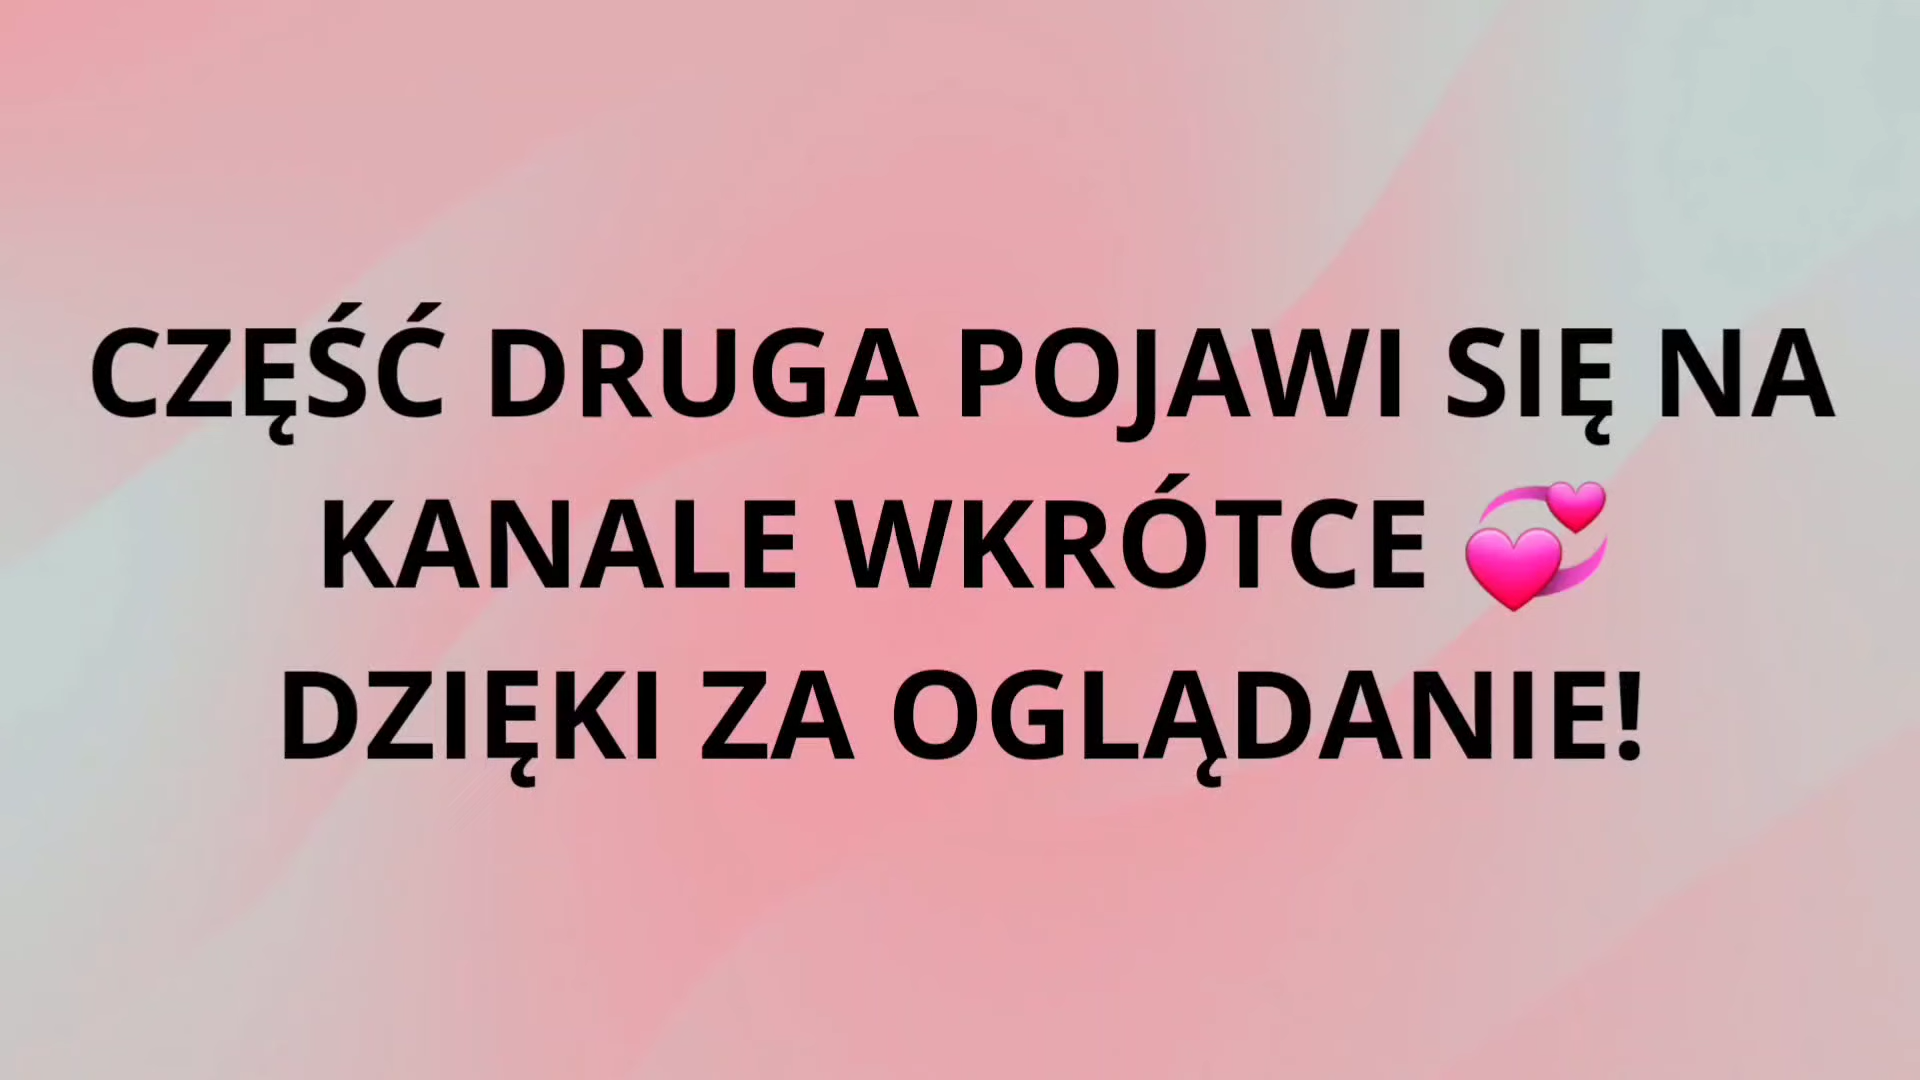 CZĘŚĆ DRUGA POJAWI SIĘ NA
KANALE WKRÓTCE 💞
DZIĘKI ZA OGLĄDANIE!